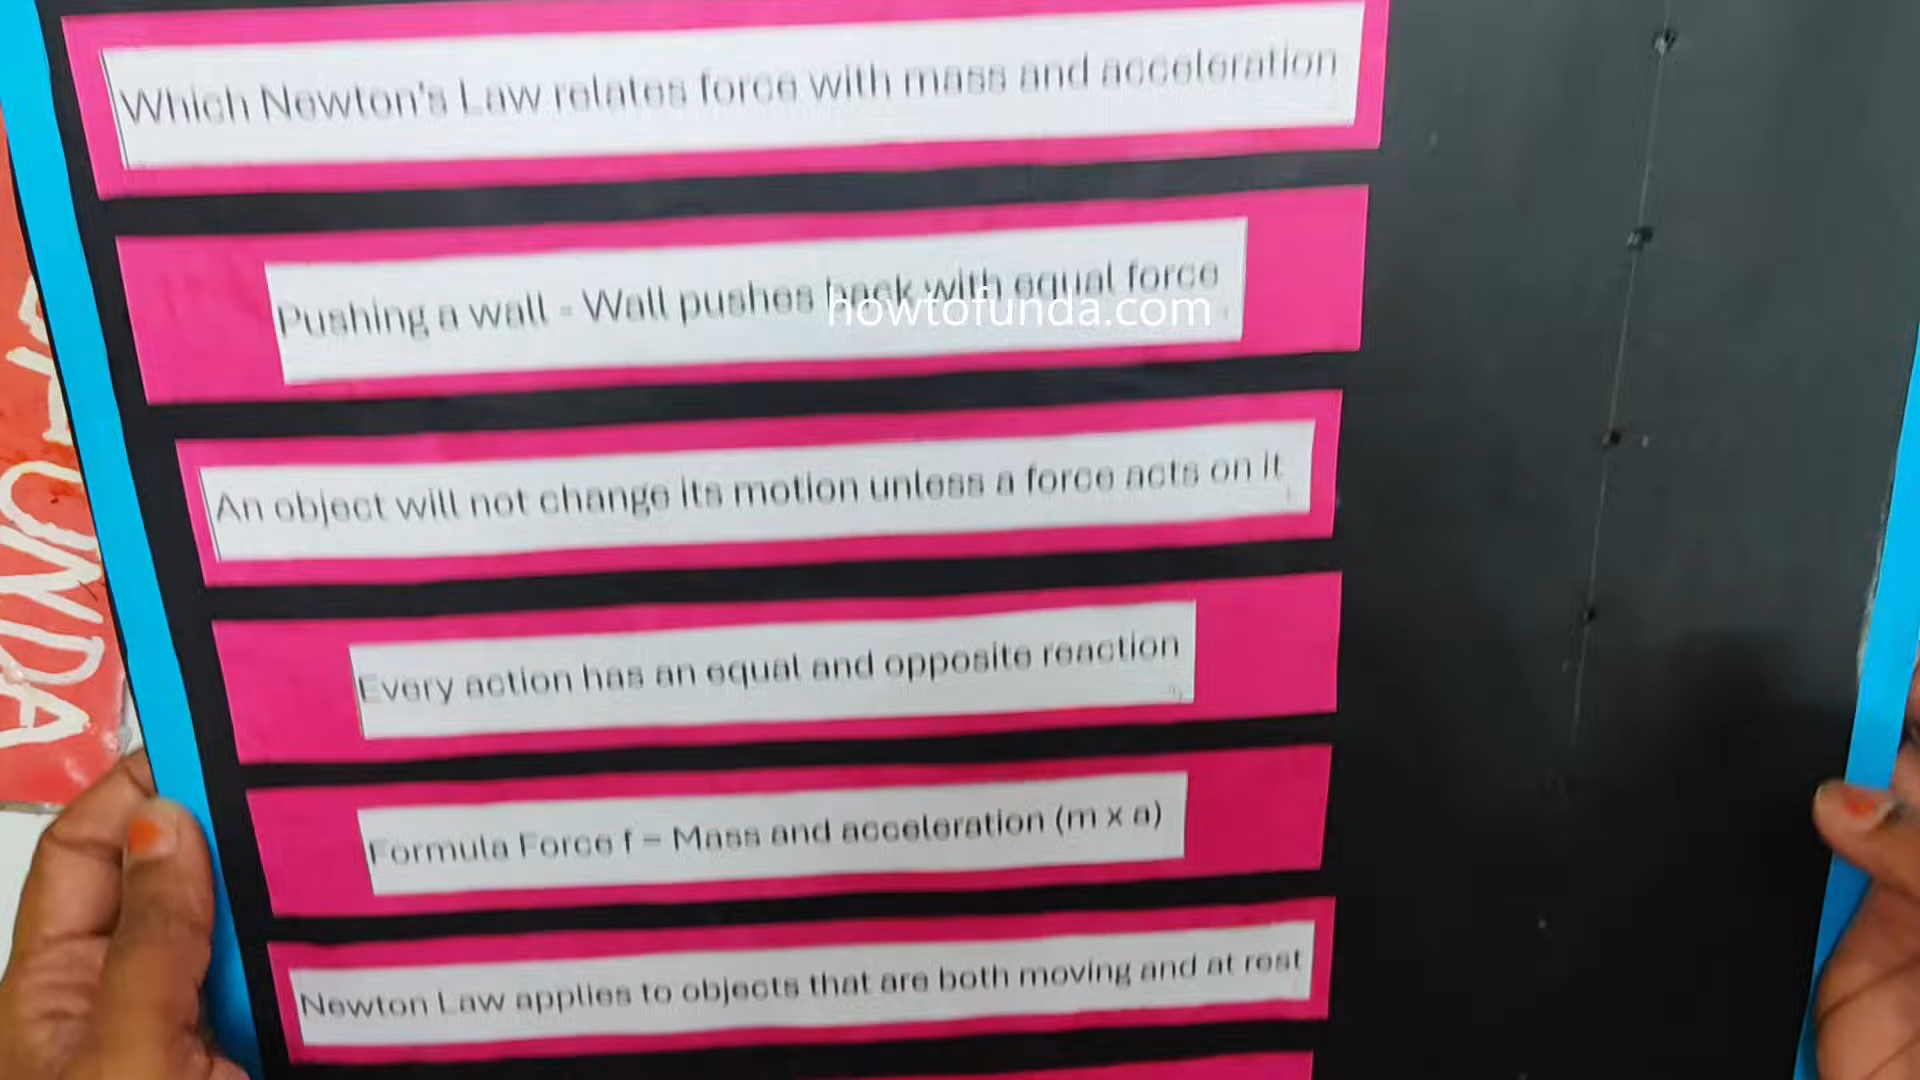 Which Newton's Law relates force with mass and acceleration
Pushing a wall - Wall pushes back with equal force
howtofunda.com
An object will not change its motion unless a force acts on it
Every action has an equal and opposite reaction
Formula Force f = Mass and acceleration (m x a)
Newton Law applies to objects that are both moving and at rest
UNDA